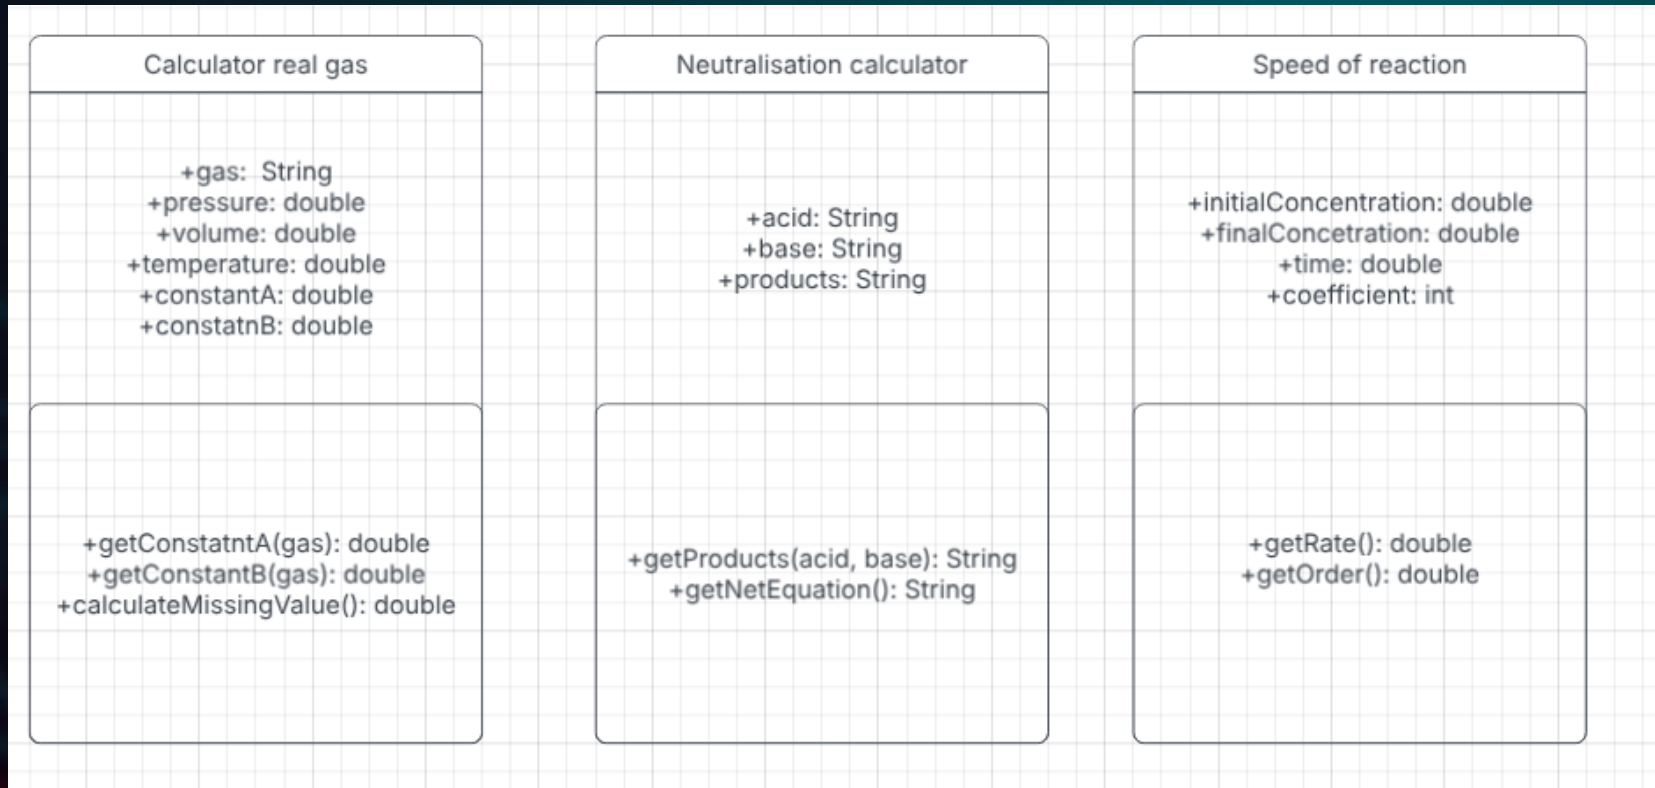 Calculator real gas
+gas:  String
+pressure: double
+volume: double
+temperature: double
+constantA: double
+constatnB: double
+getConstatntA(gas): double
+getConstantB(gas): double
+calculateMissingValue(): double
Neutralisation calculator
+acid: String
+base: String
+products: String
+getProducts(acid, base): String
+getNetEquation(): String
Speed of reaction
+initialConcentration: double
+finalConcetration: double
+time: double
+coefficient: int
+getRate(): double
+getOrder(): double